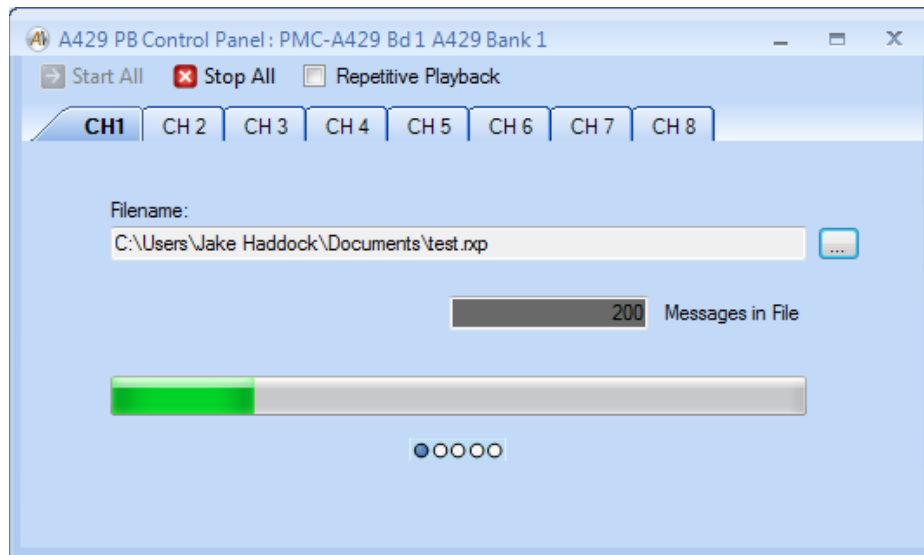 A429 PB Control Panel : PMC-A429 Bd 1 A429 Bank 1
Start All Stop All Repetitive Playback
CH1 CH 2 CH 3 CH 4 CH 5 CH 6 CH 7 CH 8
Filename:
C:\Users\Jake Haddock\Documents\test.rxp ...
200 Messages in File